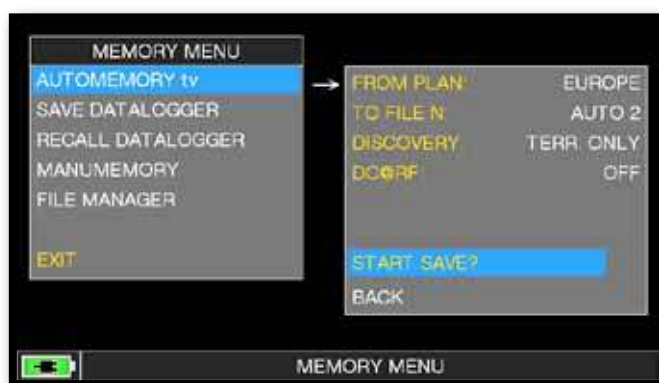 MEMORY MENU
AUTOMEMORY tv
SAVE DATALOGGER
RECALL DATALOGGER
MANUMEMORY
FILE MANAGER
EXIT
→
FROM PLAN: EUROPE
TO FILE N: AUTO 2
DISCOVERY: TERR. ONLY
DC@RF OFF
START SAVE?
BACK
MEMORY MENU